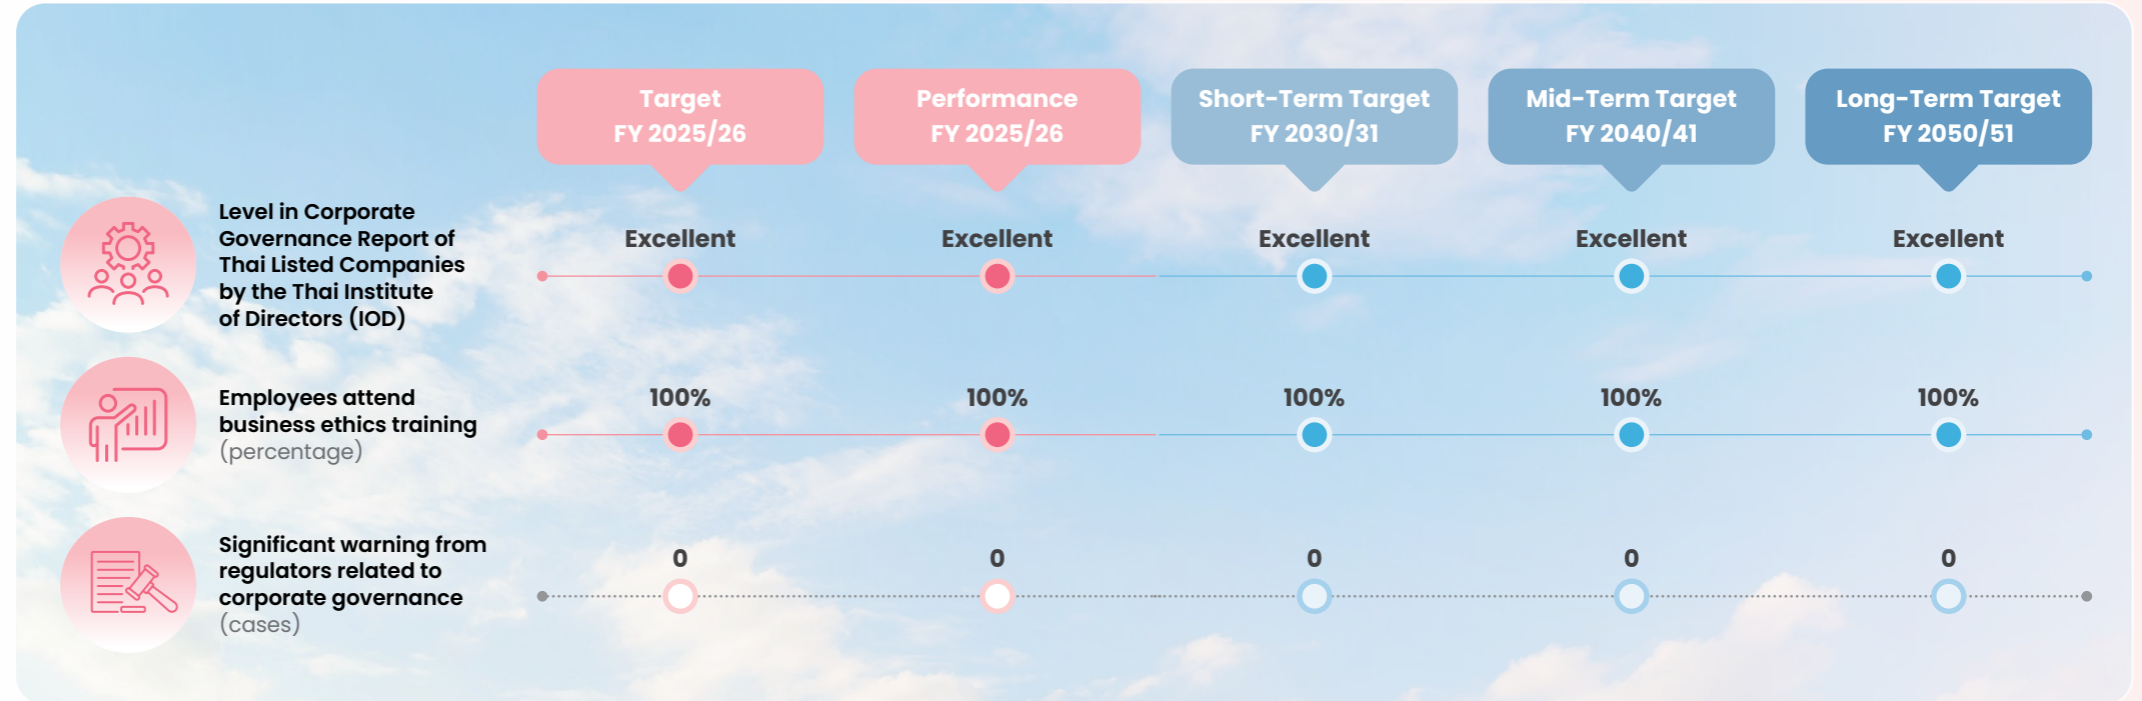 Target
FY 2025/26
Performance
FY 2025/26
Short-Term Target
FY 2030/31
Mid-Term Target
FY 2040/41
Long-Term Target
FY 2050/51
Level in Corporate
Governance Report of
Thai Listed Companies
by the Thai Institute
of Directors (IOD)
Excellent
Excellent
Excellent
Excellent
Excellent
Employees attend
business ethics training
(percentage)
100%
100%
100%
100%
100%
Significant warning from
regulators related to
corporate governance
(cases)
0
0
0
0
0